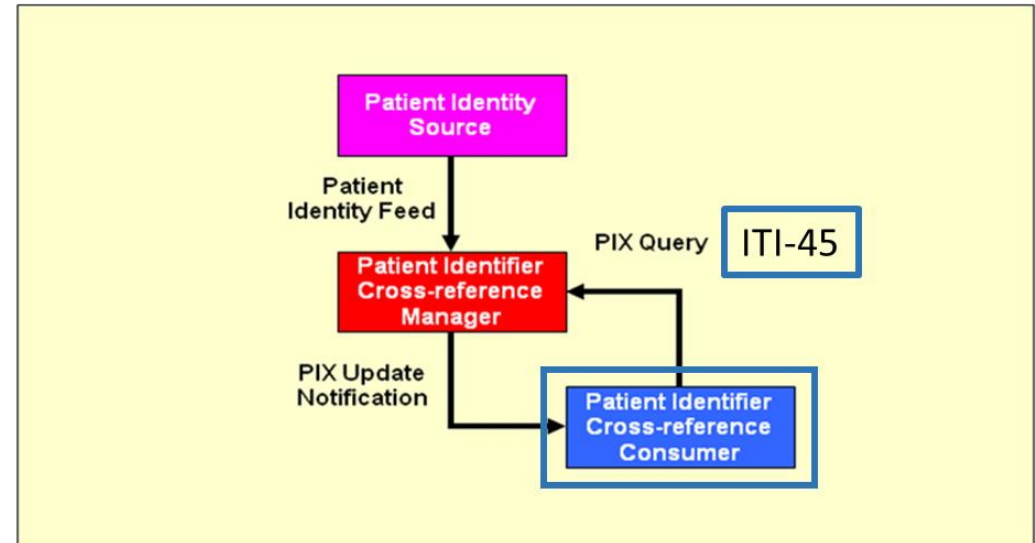 Patient Identity
Source
Patient
Identity Feed
PIX Query
ITI-45
Patient Identifier
Cross-reference
Manager
PIX Update
Notification
Patient Identifier
Cross-reference
Consumer